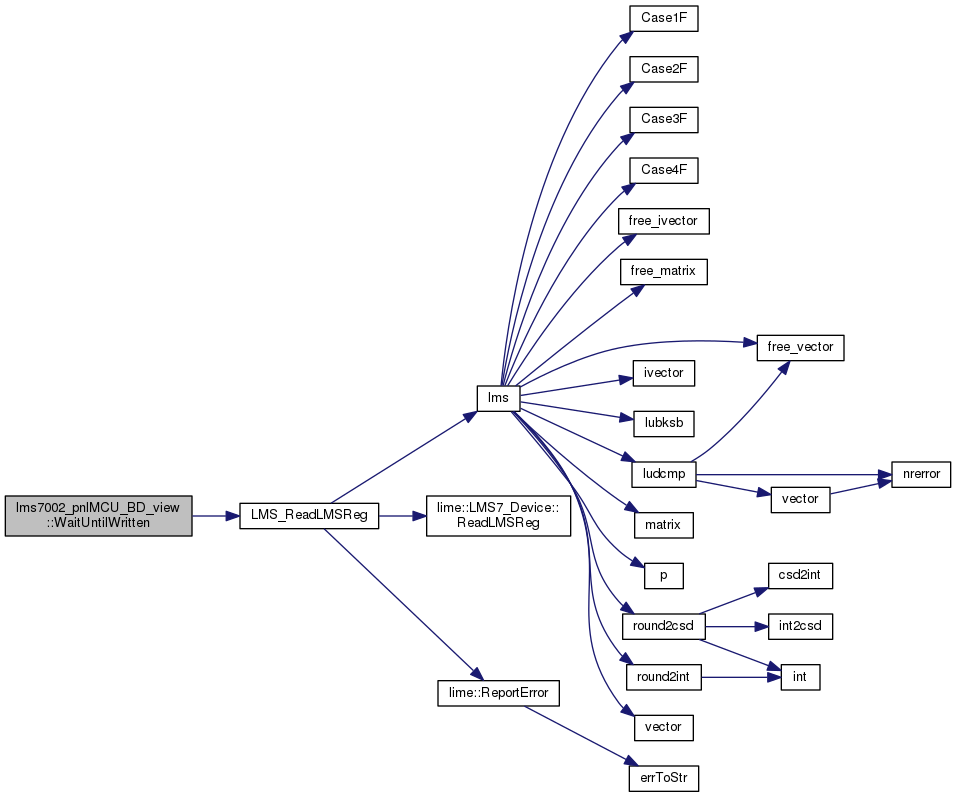 lms7002_pnlMCU_BD_view
::WaitUntilWritten
LMS_ReadLMSReg
lms
lime::LMS7_Device::
ReadLMSReg
lime::ReportError
Case1F
Case2F
Case3F
Case4F
free_ivector
free_matrix
free_vector
ivector
lubksb
ludcmp
nrerror
vector
matrix
p
csd2int
round2csd
int2csd
round2int
int
vector
errToStr